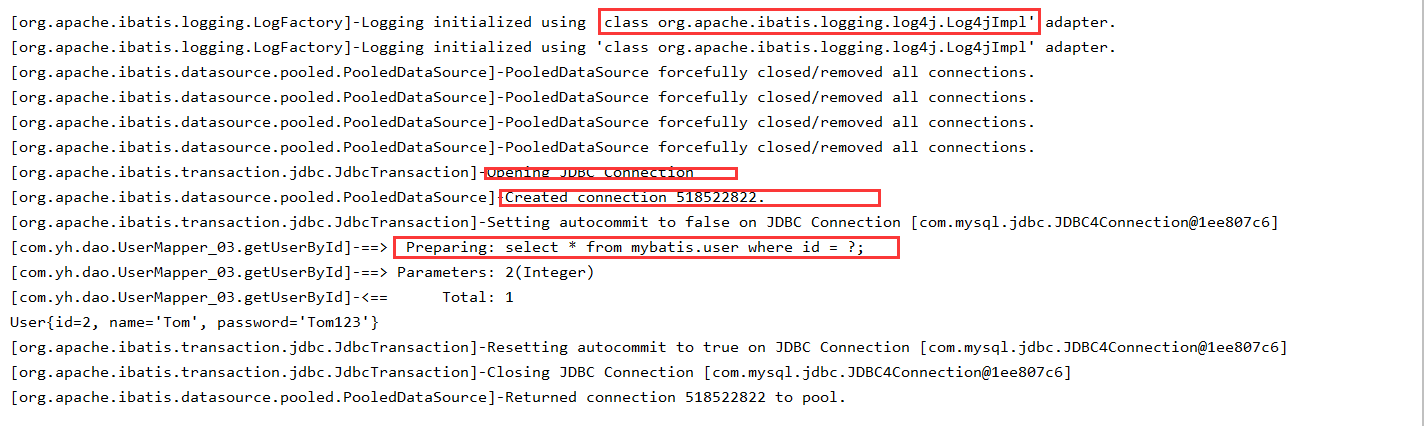 [org.apache.ibatis.logging.LogFactory]-Logging initialized using 'class org.apache.ibatis.logging.log4j.Log4jImpl' adapter.
[org.apache.ibatis.logging.LogFactory]-Logging initialized using 'class org.apache.ibatis.logging.log4j.Log4jImpl' adapter.
[org.apache.ibatis.datasource.pooled.PooledDataSource]-PooledDataSource forcefully closed/removed all connections.
[org.apache.ibatis.datasource.pooled.PooledDataSource]-PooledDataSource forcefully closed/removed all connections.
[org.apache.ibatis.datasource.pooled.PooledDataSource]-PooledDataSource forcefully closed/removed all connections.
[org.apache.ibatis.datasource.pooled.PooledDataSource]-PooledDataSource forcefully closed/removed all connections.
[org.apache.ibatis.transaction.jdbc.JdbcTransaction]-Opening JDBC Connection
[org.apache.ibatis.datasource.pooled.PooledDataSource]-Created connection 518522822.
[org.apache.ibatis.transaction.jdbc.JdbcTransaction]-Setting autocommit to false on JDBC Connection [com.mysql.jdbc.JDBC4Connection@1ee807c6]
[com.yh.dao.UserMapper_03.getUserById]-==>  Preparing: select * from mybatis.user where id = ?;
[com.yh.dao.UserMapper_03.getUserById]-==> Parameters: 2(Integer)
[com.yh.dao.UserMapper_03.getUserById]-<==      Total: 1
User{id=2, name='Tom', password='Tom123'}
[org.apache.ibatis.transaction.jdbc.JdbcTransaction]-Resetting autocommit to true on JDBC Connection [com.mysql.jdbc.JDBC4Connection@1ee807c6]
[org.apache.ibatis.transaction.jdbc.JdbcTransaction]-Closing JDBC Connection [com.mysql.jdbc.JDBC4Connection@1ee807c6]
[org.apache.ibatis.datasource.pooled.PooledDataSource]-Returned connection 518522822 to pool.